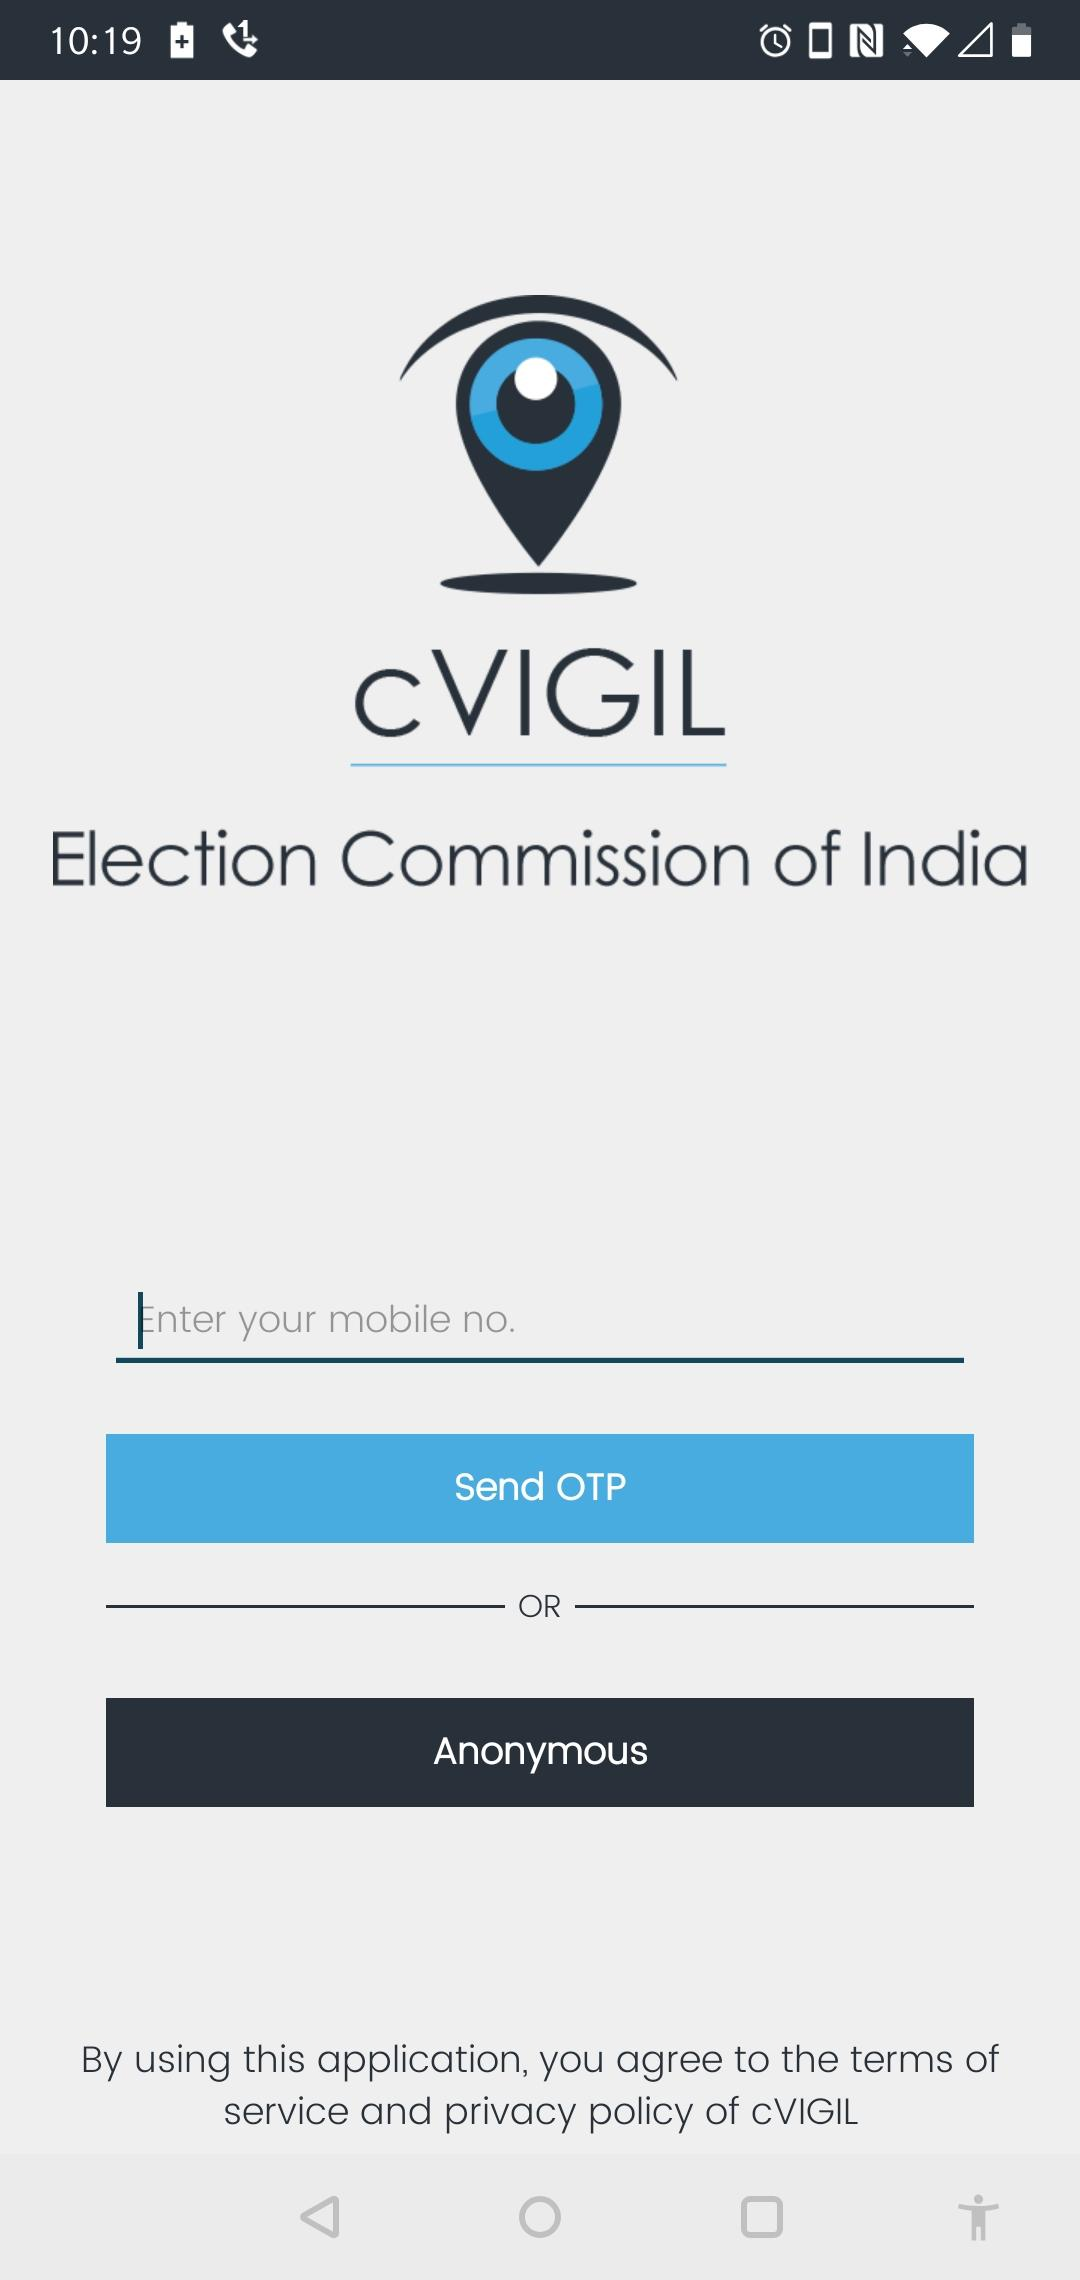 10:19
cVIGIL
Election Commission of India
Enter your mobile no.
Send OTP
OR
Anonymous
By using this application, you agree to the terms of
service and privacy policy of cVIGIL